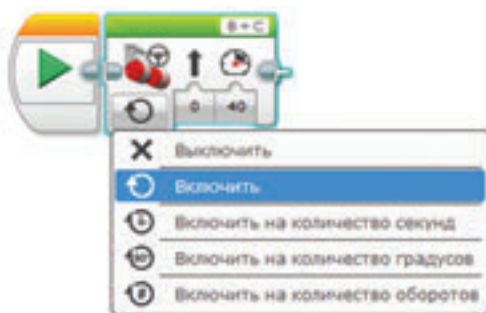 B + C
0 40
Выключить
Включить
Включить на количество секунд
Включить на количество градусов
Включить на количество оборотов